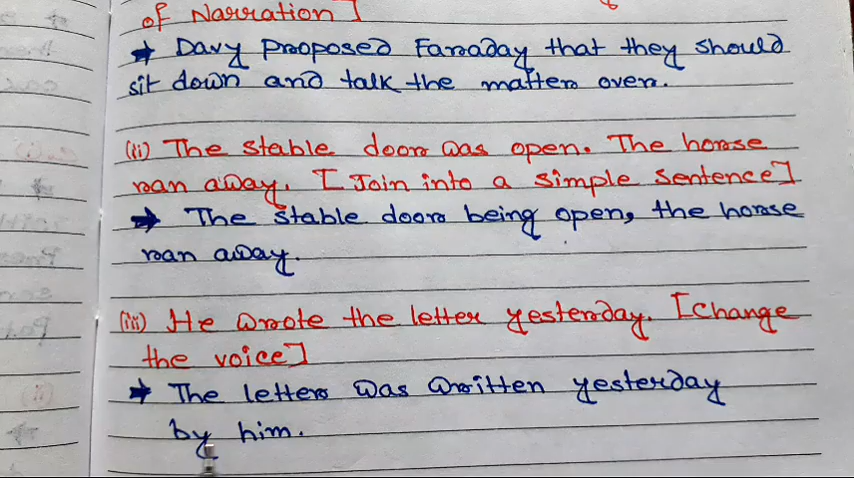 of Narration]
→ Davy proposed Faraday that they should
sit down and talk the matter over.
(ii) The stable door was open. The horse
ran away. [Join into a simple sentence]
→ The stable door being open, the horse
ran away.
(iii) He wrote the letter yesterday. [change
the voice]
→ The letter was written yesterday
by him.